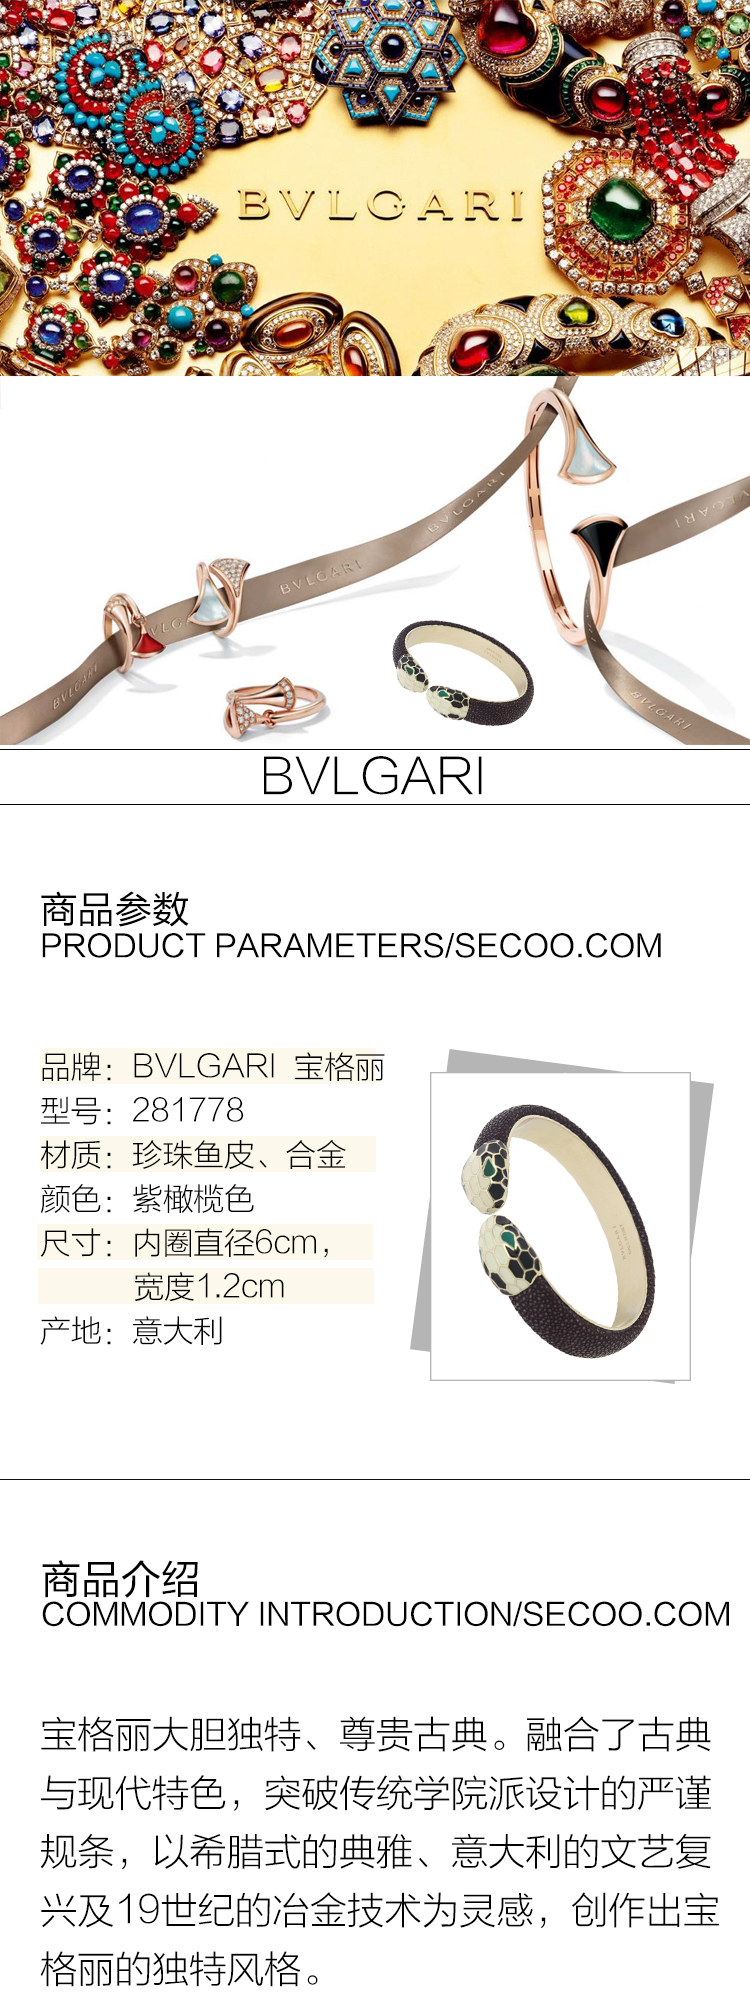 BVLGARI
BVLGARI
BVLGARI
BVLGARI
BVLGARI
BVLGARI
BVLGARI
商品参数
PRODUCT PARAMETERS/SECOO.COM
品牌：BVLGARI 宝格丽
型号：281778
材质：珍珠鱼皮、合金
颜色：紫橄榄色
尺寸：内圈直径6cm，
宽度1.2cm
产地：意大利
BVLGARI
商品介绍
COMMODITY INTRODUCTION/SECOO.COM
宝格丽大胆独特、尊贵古典。融合了古典
与现代特色，突破传统学院派设计的严谨
规条，以希腊式的典雅、意大利的文艺复
兴及19世纪的冶金技术为灵感，创作出宝
格丽的独特风格。